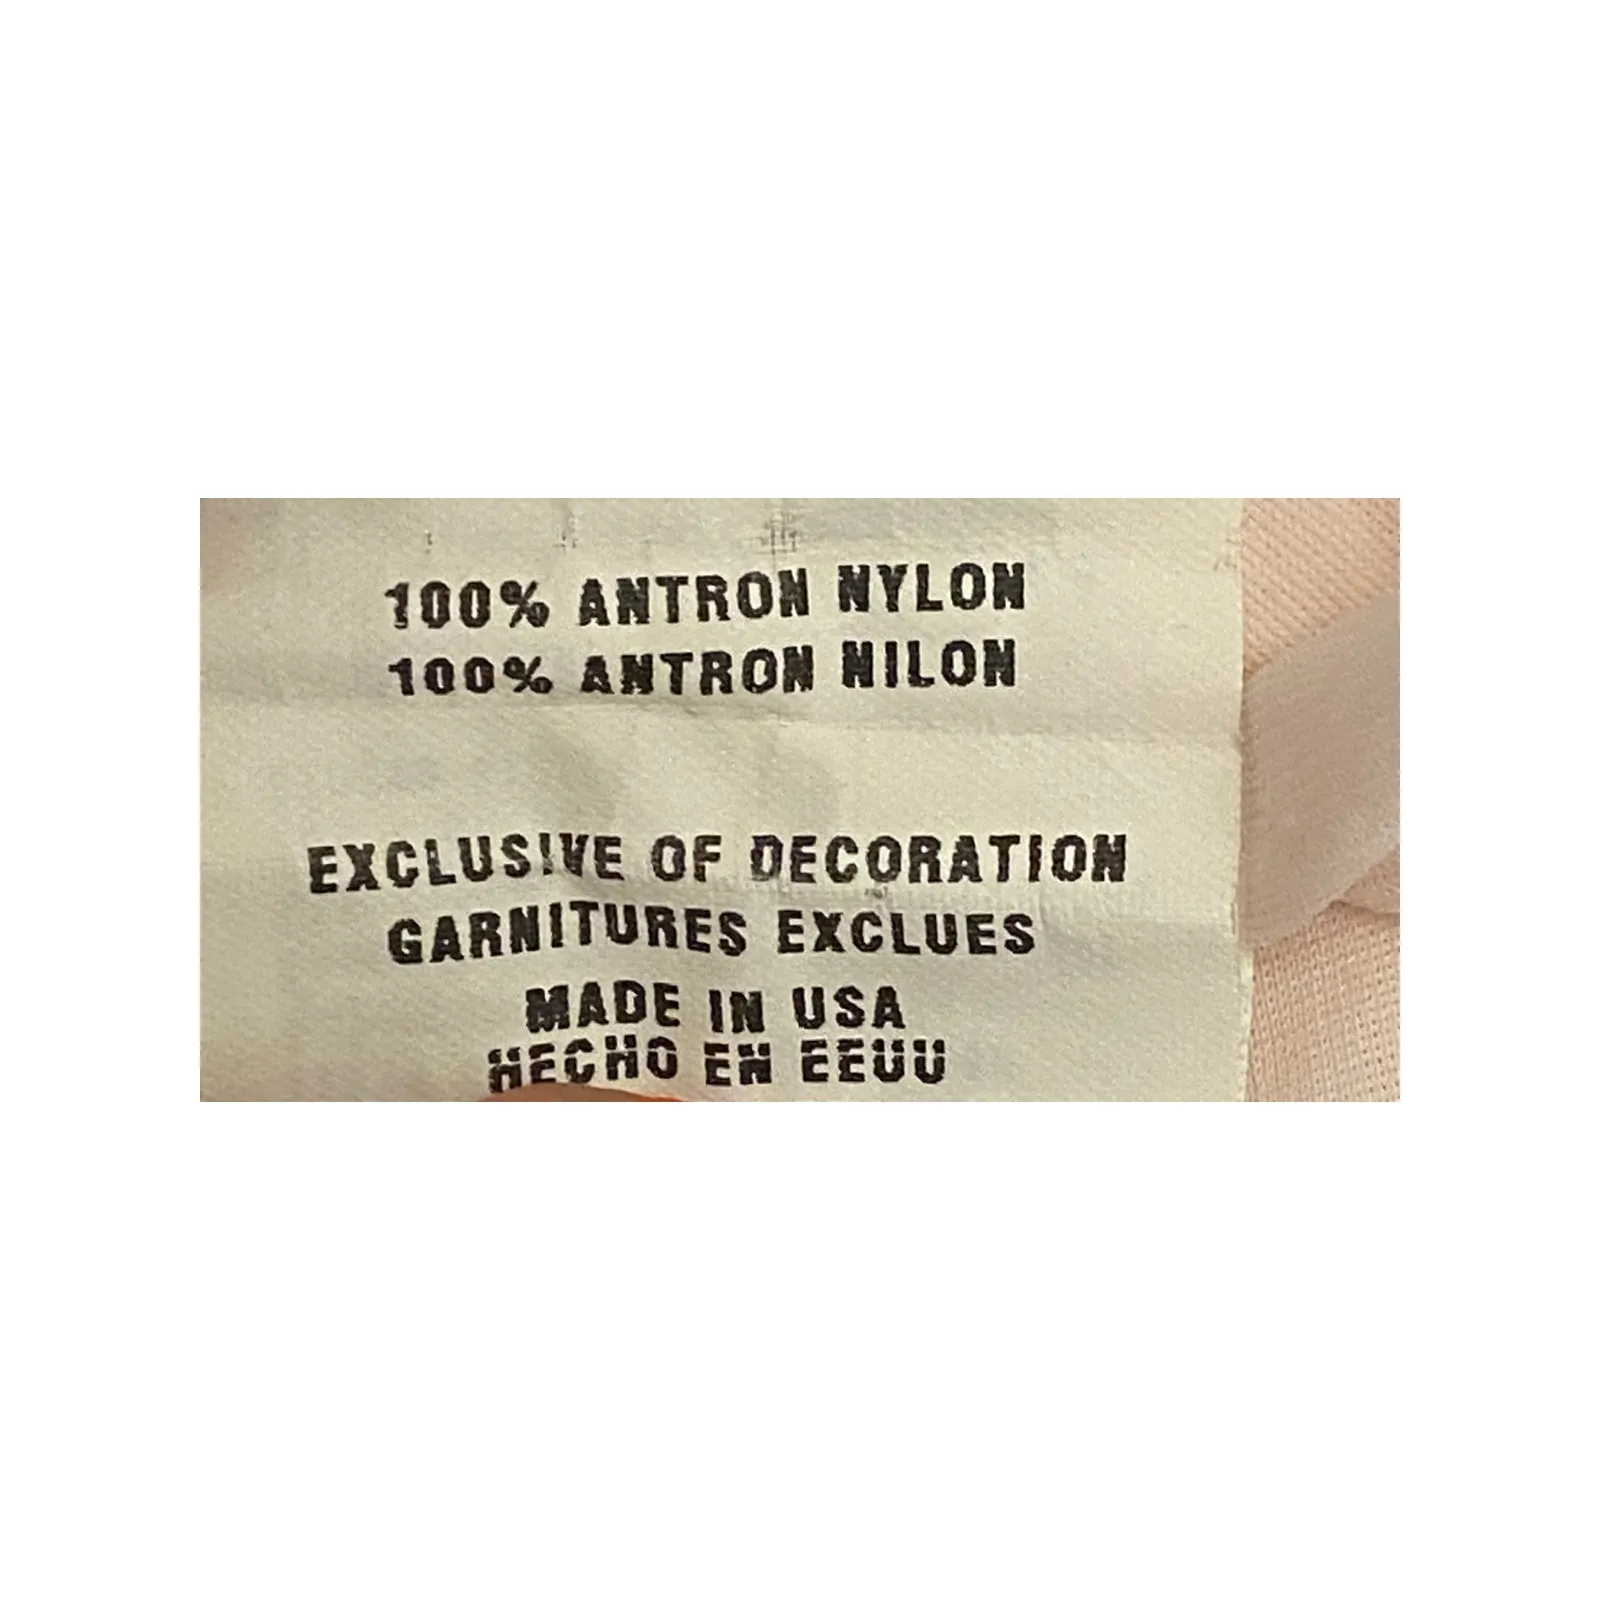 100% ANTRON NYLON
100% ANTRON NILON
EXCLUSIVE OF DECORATION
GARNITURES EXCLUES
MADE IN USA
HECHO EN EEUU